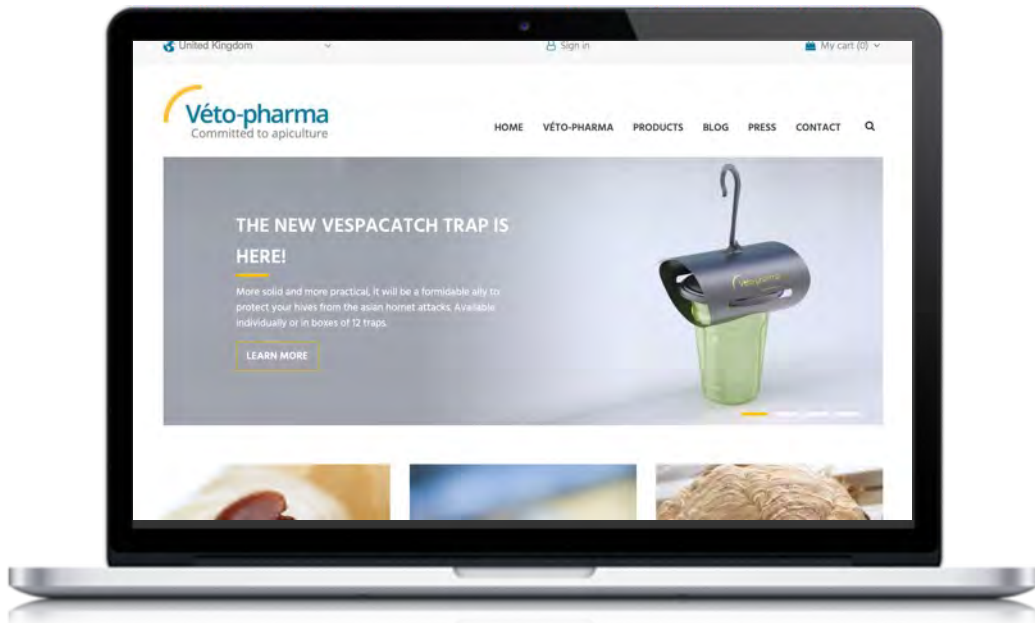 United Kingdom
Sign in
My cart (0)
Véto-pharma
Committed to apiculture
HOME VÉTO-PHARMA PRODUCTS BLOG PRESS CONTACT
THE NEW VESPACATCH TRAP IS
HERE!
More solid and more practical, it will be a formidable ally to
protect your hives from the asian hornet attacks. Available
individually or in boxes of 12 traps.
LEARN MORE
Véto-pharma